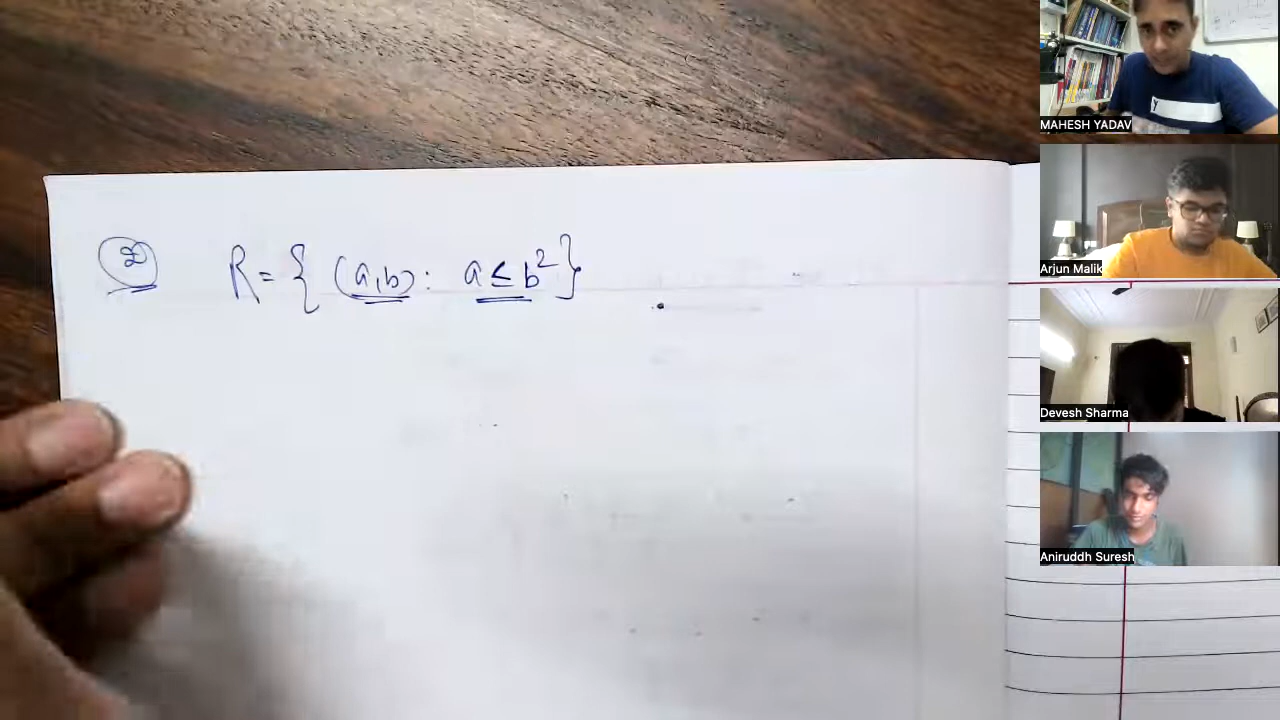 2 R = { (a,b) : a ≤ b² }
MAHESH YADAV
Arjun Malik
Devesh Sharma
Aniruddh Suresh